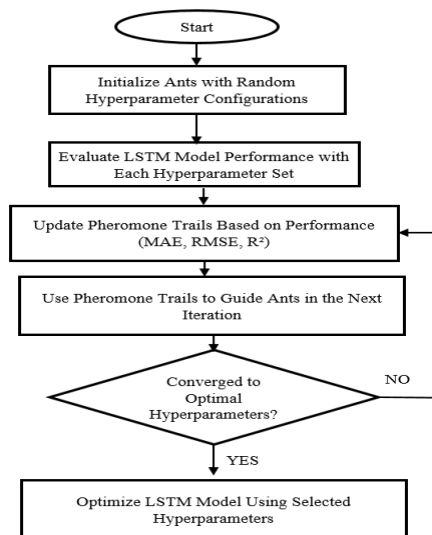 Start
Initialize Ants with Random
Hyperparameter Configurations
Evaluate LSTM Model Performance with
Each Hyperparameter Set
Update Pheromone Trails Based on Performance
(MAE, RMSE, R²)
Use Pheromone Trails to Guide Ants in the Next
Iteration
Converged to
Optimal
Hyperparameters?
NO
YES
Optimize LSTM Model Using Selected
Hyperparameters